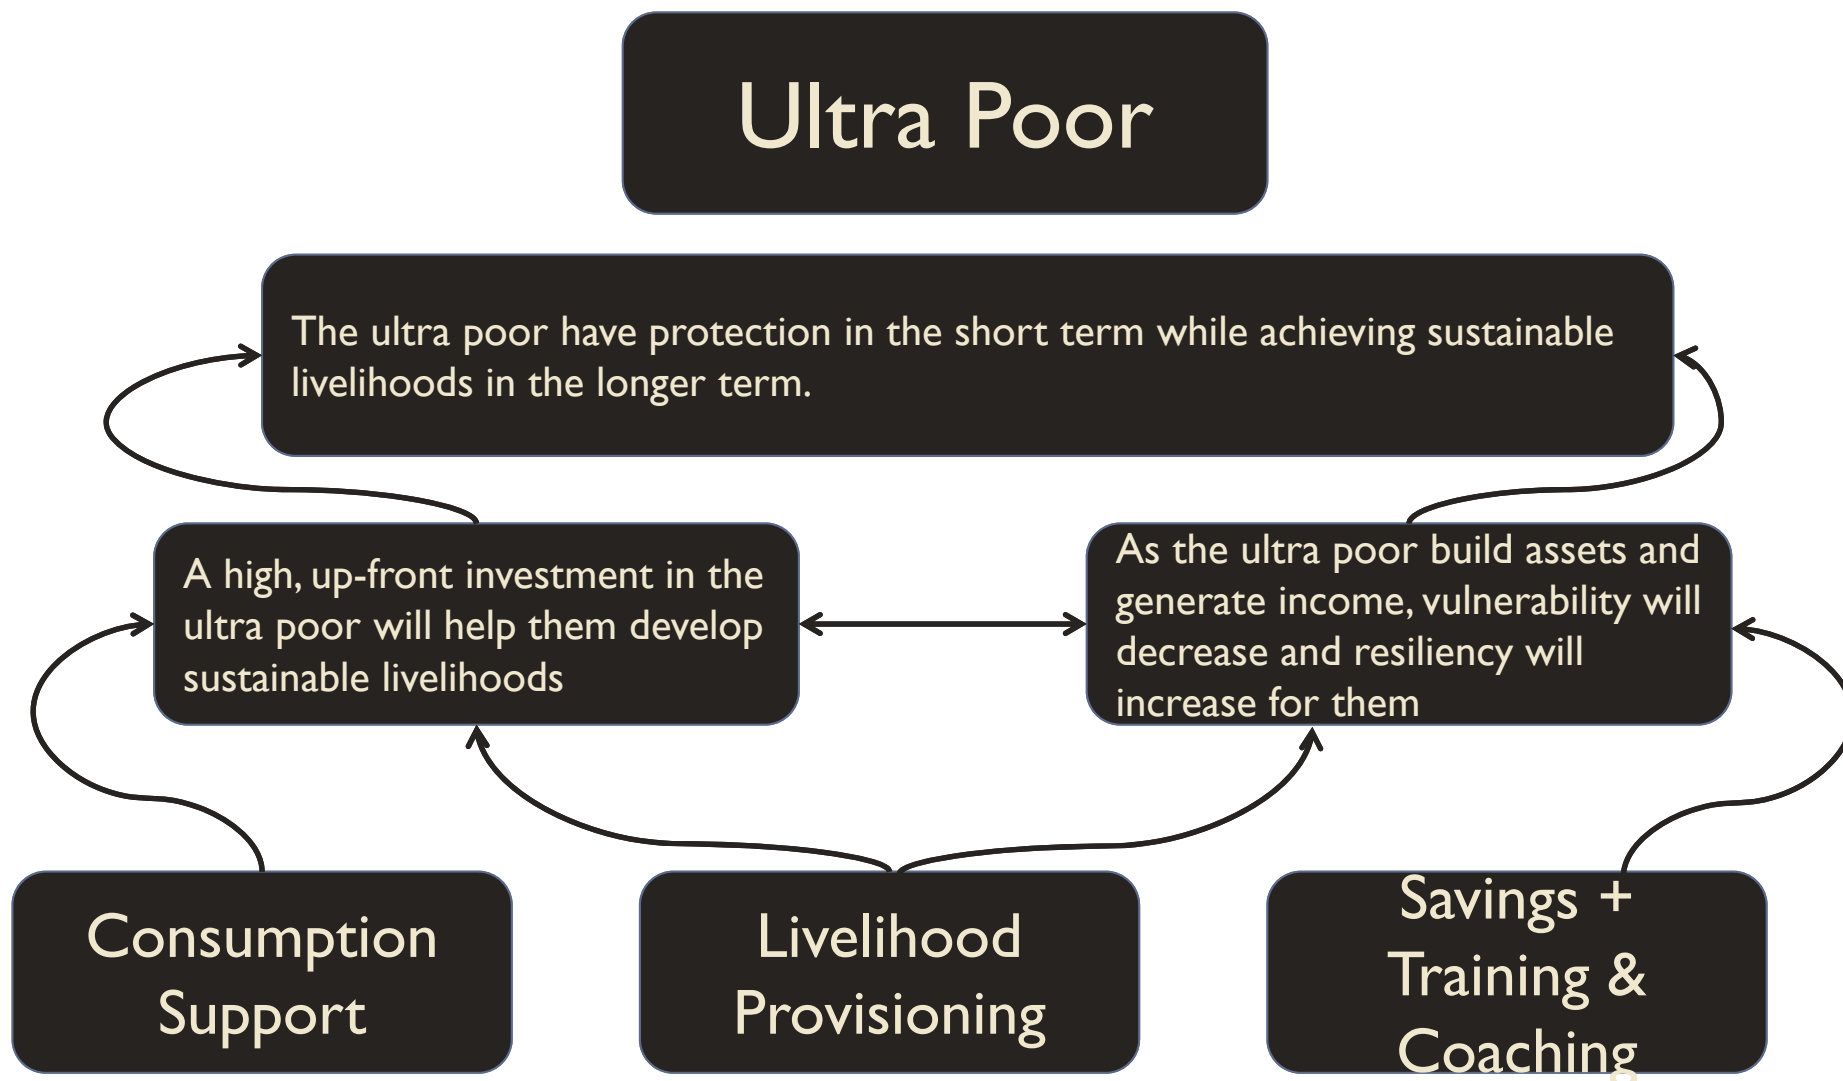 Ultra Poor
The ultra poor have protection in the short term while achieving sustainable
livelihoods in the longer term.
A high, up-front investment in the
ultra poor will help them develop
sustainable livelihoods
As the ultra poor build assets and
generate income, vulnerability will
decrease and resiliency will
increase for them
Consumption
Support
Livelihood
Provisioning
Savings +
Training &
Coaching